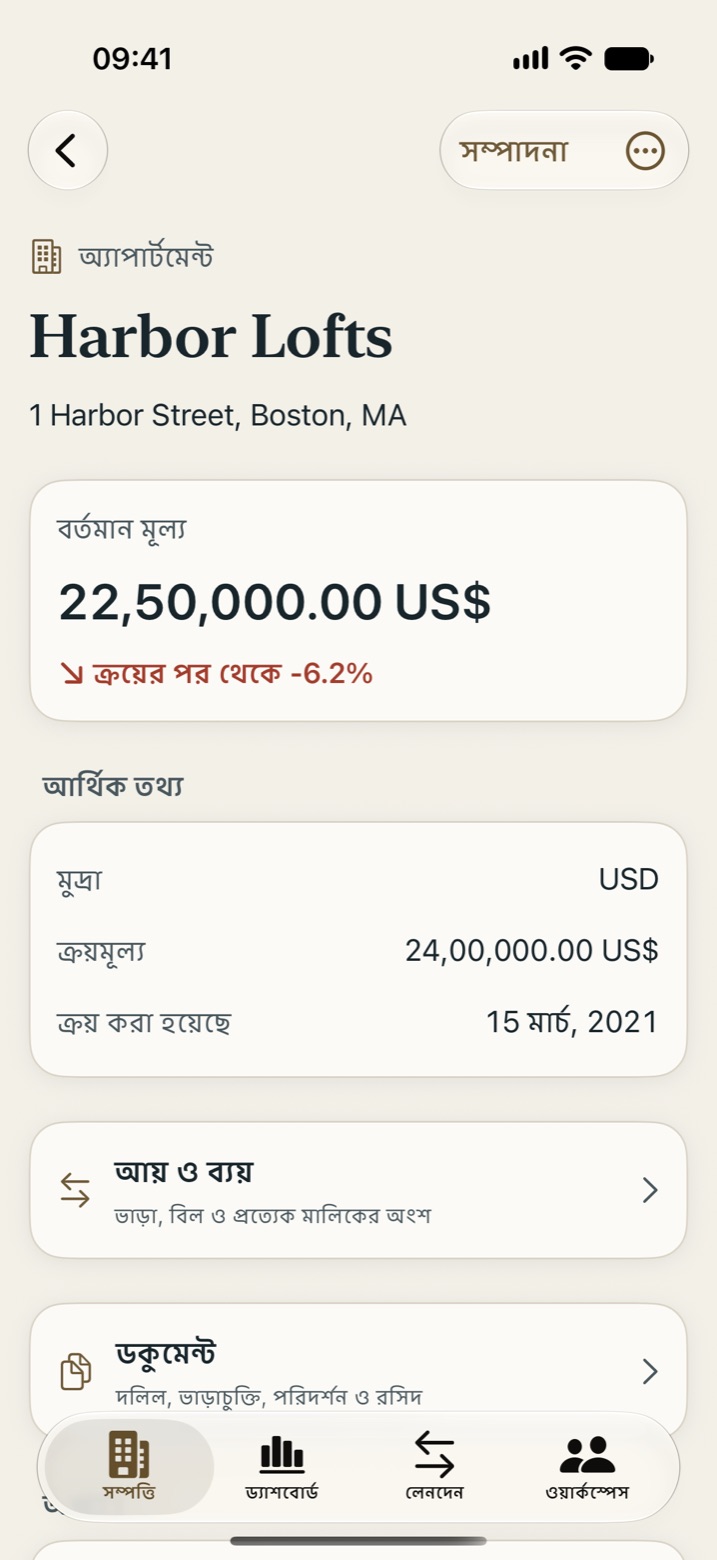 09:41
সম্পাদনা
অ্যাপার্টমেন্ট
Harbor Lofts
1 Harbor Street, Boston, MA
বর্তমান মূল্য
22,50,000.00 US$
ক্রয়ের পর থেকে -6.2%
আর্থিক তথ্য
মুদ্রা USD
ক্রয়মূল্য 24,00,000.00 US$
ক্রয় করা হয়েছে 15 মার্চ, 2021
আয় ও ব্যয়
ভাড়া, বিল ও প্রত্যেক মালিকের অংশ
ডকুমেন্ট
দলিল, ভাড়াচুক্তি, পরিদর্শন ও রসিদ
সম্পত্তি ড্যাশবোর্ড লেনদেন ওয়ার্কস্পেস